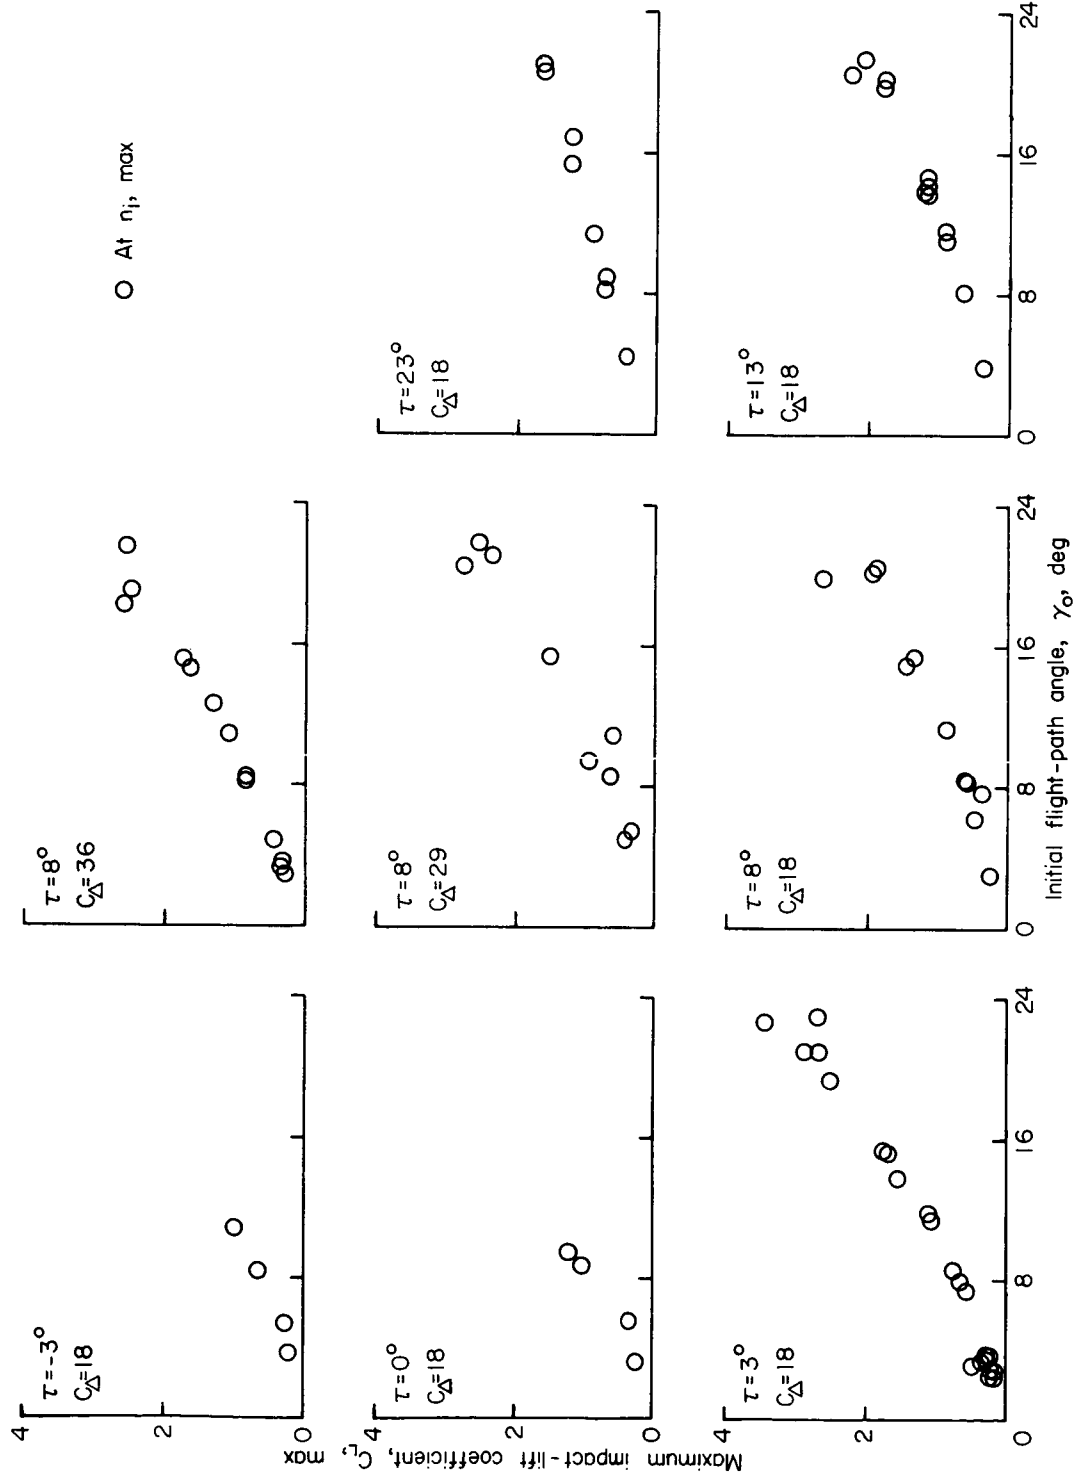 ○ At nᵢ, max
τ=-3°
C_Δ=18
τ=8°
C_Δ=36
4
2
0
τ=0°
C_Δ=18
τ=8°
C_Δ=29
τ=23°
C_Δ=18
4
2
0
τ=3°
C_Δ=18
τ=8°
C_Δ=18
τ=13°
C_Δ=18
4
2
0
8
16
24
0
8
16
24
0
8
16
24
Maximum impact-lift coefficient, C_L, max
Initial flight-path angle, γ₀, deg